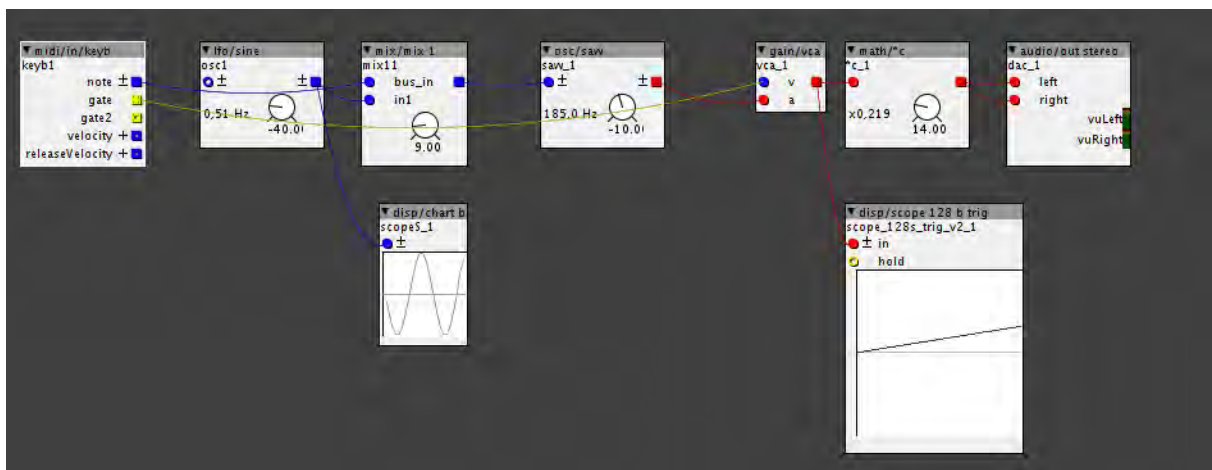 midi/in/keyb
keyb1
note ±
gate
gate2
velocity +
releaseVelocity +
lfo/sine
osc1
± ±
0,51 Hz
-40.0
mix/mix 1
mix11
bus_in
in1
9.00
osc/saw
saw_1
± ±
185.0 Hz
-10.0
gain/vca
vca_1
v
a
math/*c
*c_1
x0,219
14.00
audio/out stereo
dac_1
left
right
vuLeft
vuRight
disp/chart b
scopeS_1
±
disp/scope 128 b trig
scope_128s_trig_v2_1
± in
hold